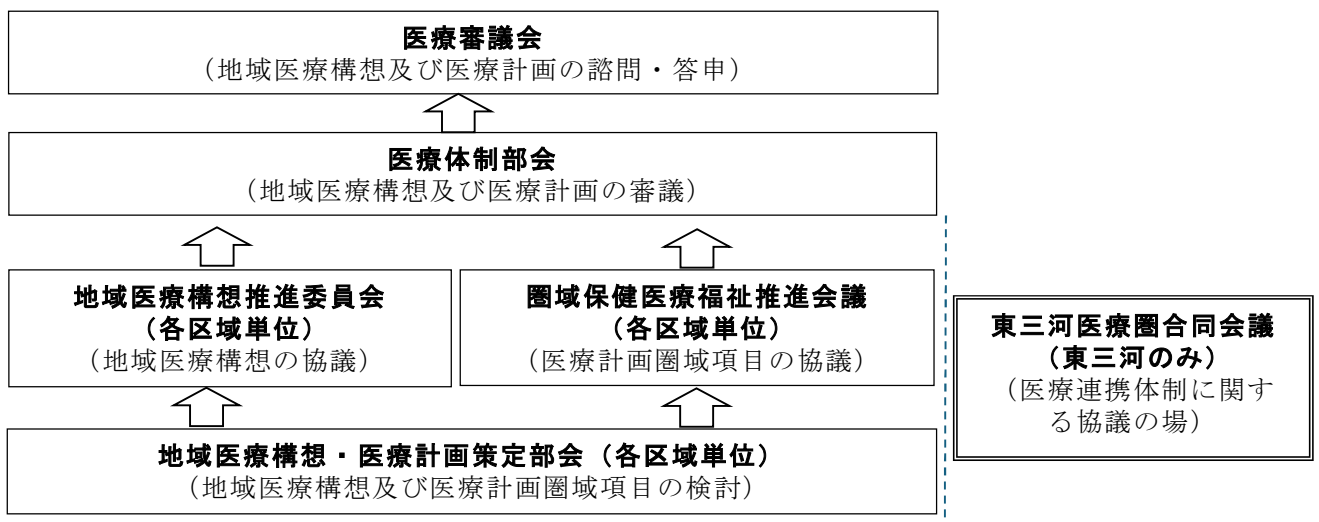 医療審議会
（地域医療構想及び医療計画の諮問・答申）
医療体制部会
（地域医療構想及び医療計画の審議）
地域医療構想推進委員会
（各区域単位）
（地域医療構想の協議）
圏域保健医療福祉推進会議
（各区域単位）
（医療計画圏域項目の協議）
東三河医療圏合同会議
（東三河のみ）
（医療連携体制に関す
る協議の場）
地域医療構想・医療計画策定部会（各区域単位）
（地域医療構想及び医療計画圏域項目の検討）